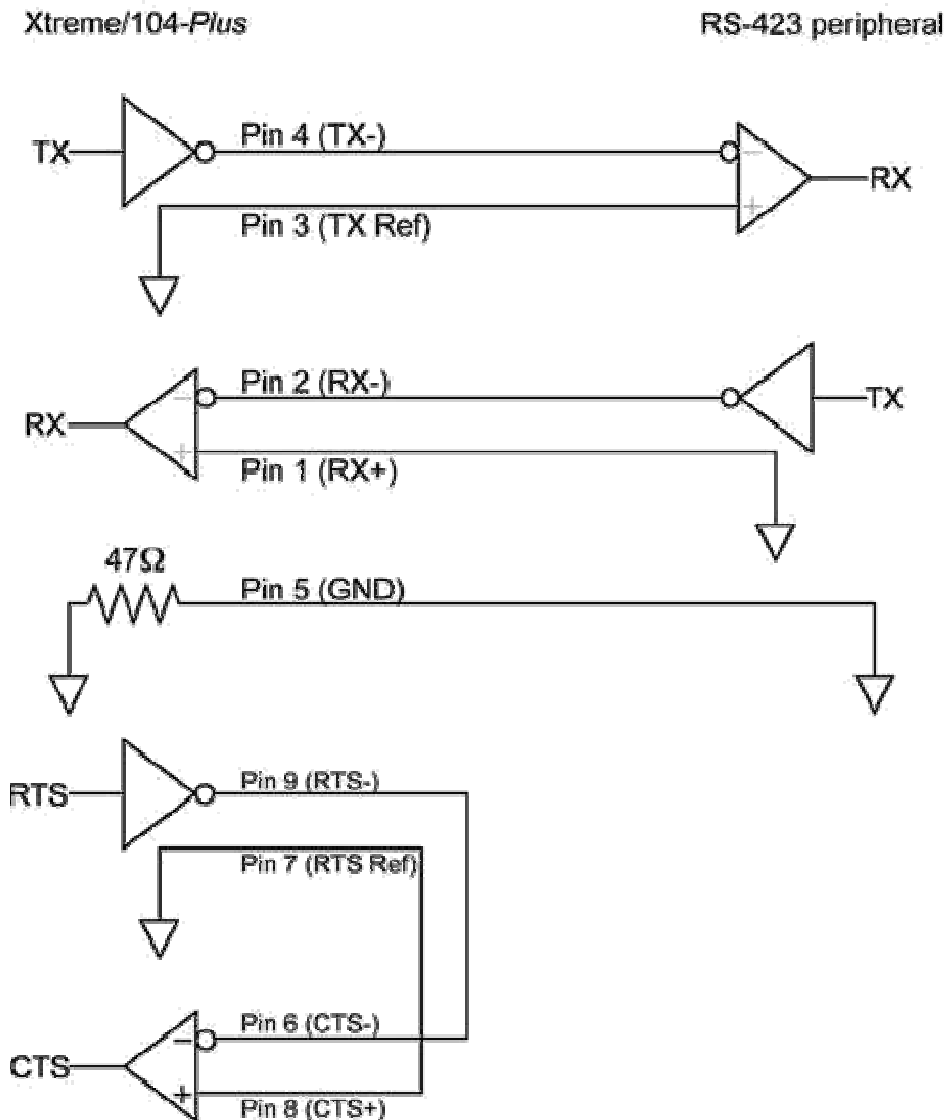 Xtreme/104-Plus
RS-423 peripheral
TX
Pin 4 (TX-)
-
+
RX
Pin 3 (TX Ref)
RX
-
+
Pin 2 (RX-)
TX
Pin 1 (RX+)
47Ω
Pin 5 (GND)
RTS
Pin 9 (RTS-)
Pin 7 (RTS Ref)
CTS
-
+
Pin 6 (CTS-)
Pin 8 (CTS+)